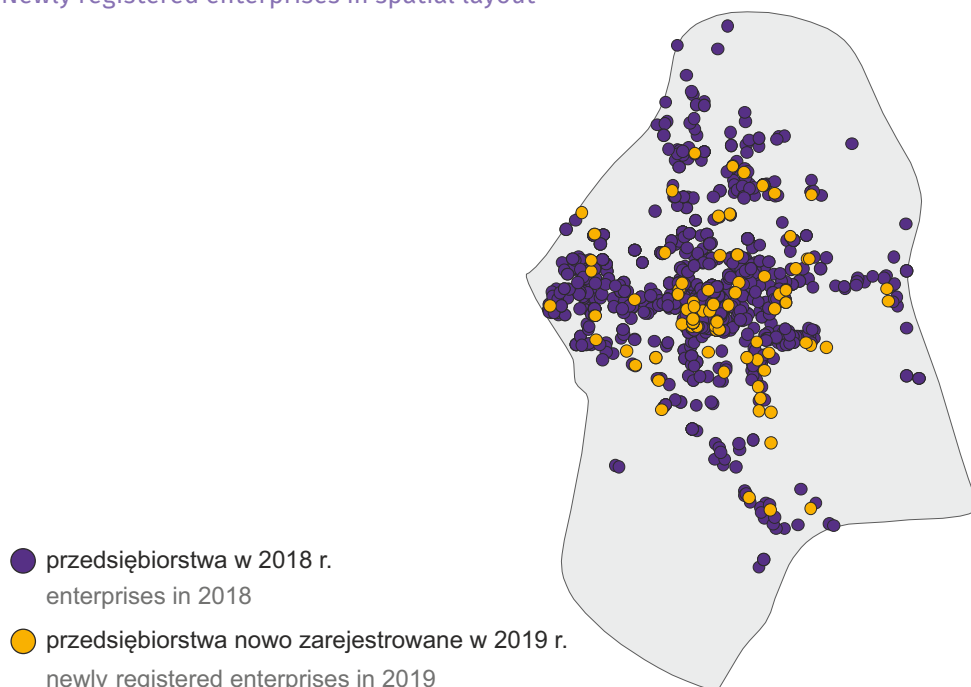 Newly registered enterprises in spatial layout
przedsiębiorstwa w 2018 r.
enterprises in 2018
przedsiębiorstwa nowo zarejestrowane w 2019 r.
newly registered enterprises in 2019